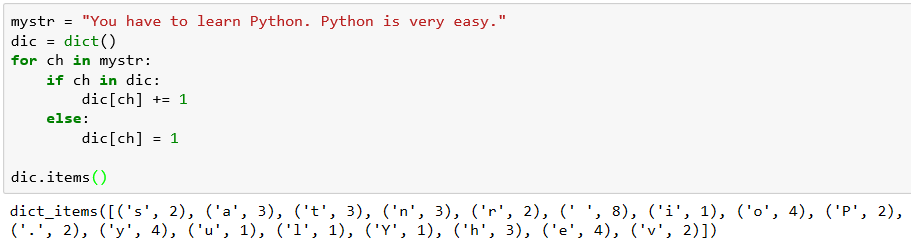 mystr = "You have to learn Python. Python is very easy."
dic = dict()
for ch in mystr:
    if ch in dic:
        dic[ch] += 1
    else:
        dic[ch] = 1

dic.items()
dict_items([('s', 2), ('a', 3), ('t', 3), ('n', 3), ('r', 2), (' ', 8), ('i', 1), ('o', 4), ('P', 2),
('.', 2), ('y', 4), ('u', 1), ('l', 1), ('Y', 1), ('h', 3), ('e', 4), ('v', 2)])